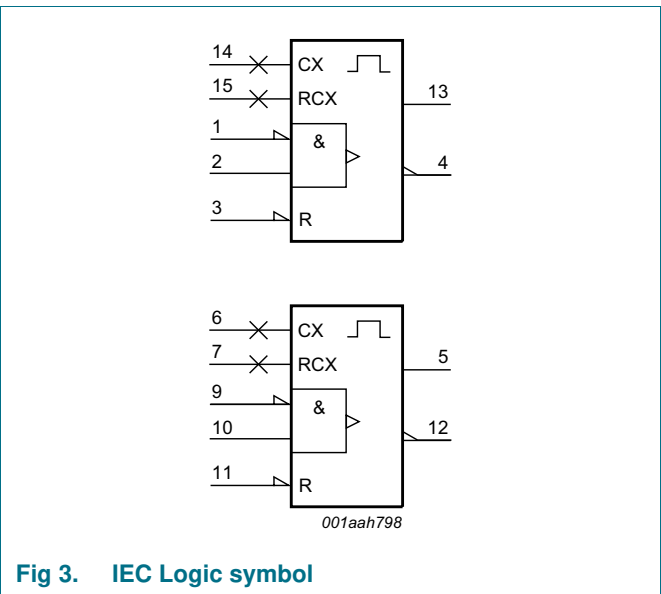 14 CX
15 RCX 13
1 &
2 4
3 R
6 CX
7 RCX 5
9 &
10 12
11 R
001aah798
Fig 3. IEC Logic symbol